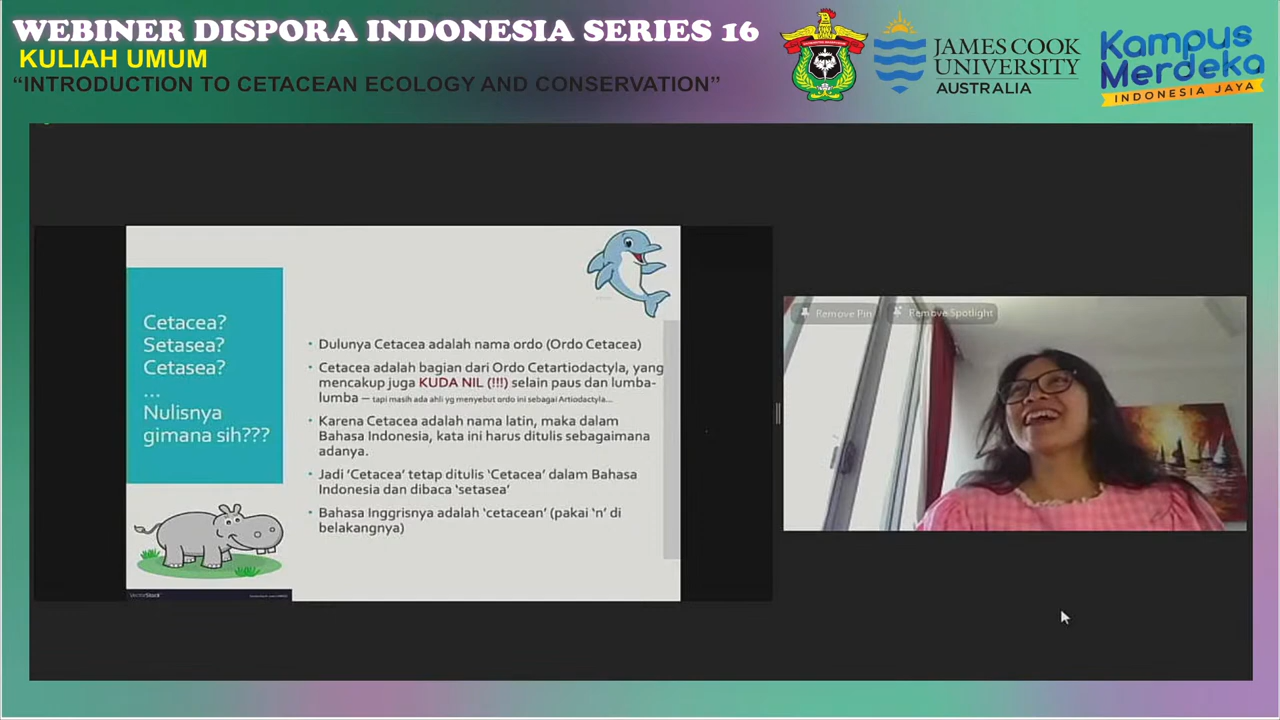 WEBINER DISPORA INDONESIA SERIES 16
KULIAH UMUM
“INTRODUCTION TO CETACEAN ECOLOGY AND CONSERVATION”
JAMES COOK
UNIVERSITY
AUSTRALIA
Kampus
Merdeka
INDONESIA JAYA
Cetacea?
Setasea?
Cetasea?
...
Nulisnya
gimana sih???
• Dulunya Cetacea adalah nama ordo (Ordo Cetacea)
• Cetacea adalah bagian dari Ordo Cetartiodactyla, yang
mencakup juga KUDA NIL (!!!) selain paus dan lumba-
lumba – tapi masih ada ahli yg menyebut ordo ini sebagai Artiodactyla...
• Karena Cetacea adalah nama latin, maka dalam
Bahasa Indonesia, kata ini harus ditulis sebagaimana
adanya.
• Jadi ‘Cetacea’ tetap ditulis ‘Cetacea’ dalam Bahasa
Indonesia dan dibaca ‘setasea’
• Bahasa Inggrisnya adalah ‘cetacean’ (pakai ‘n’ di
belakangnya)
VectorStock
Remove Pin
Remove Spotlight